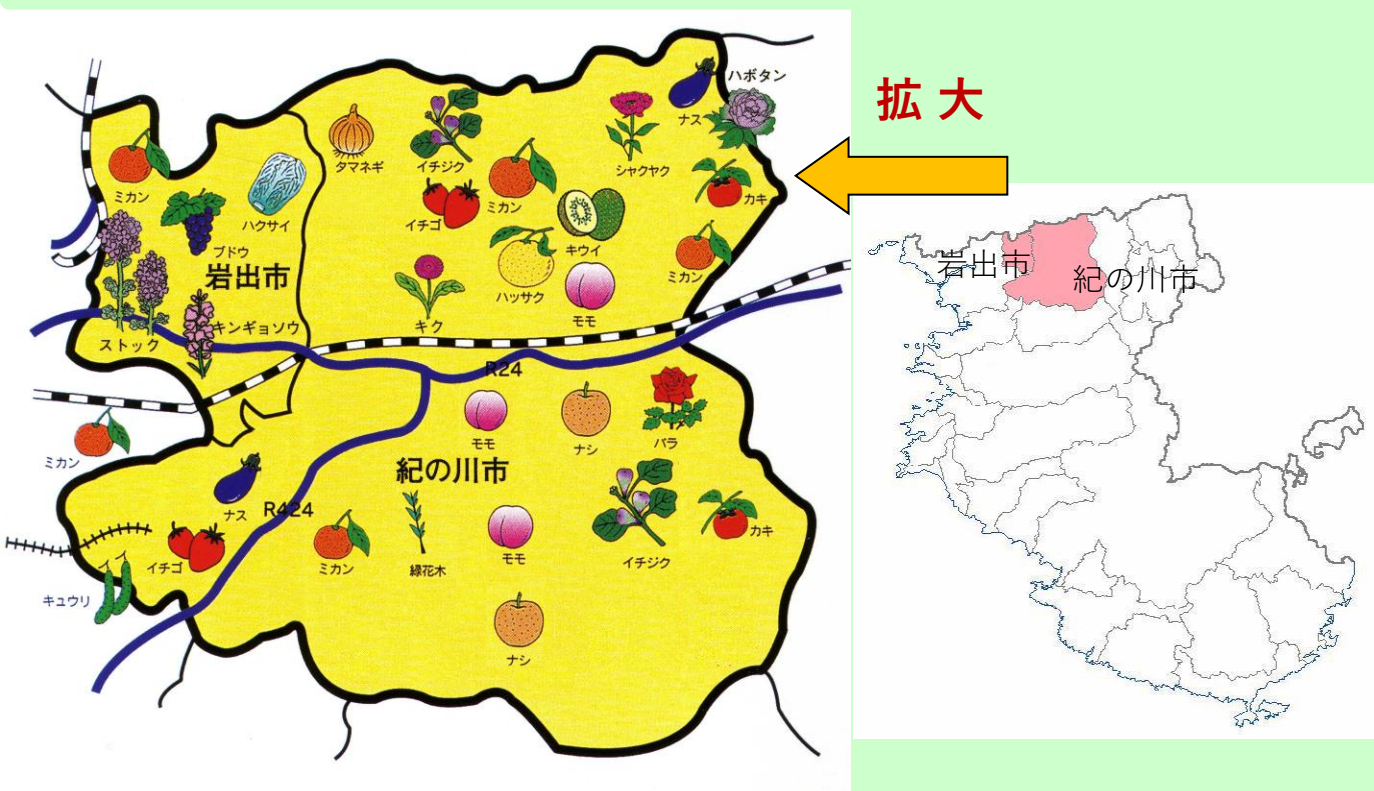 拡 大
ハボタン
ナス
タマネギ
イチジク
シャクヤク
ミカン
カキ
イチゴ
ミカン
ハクサイ
ブドウ
キウイ
岩出市
ハッサク
ミカン
モモ
キク
キンギョソウ
ストック
R24
モモ
ナシ
バラ
ミカン
紀の川市
ナス
R424
カキ
イチゴ
ミカン
緑花木
モモ
イチジク
イ
キュウリ
ナシ
岩出市
紀の川市